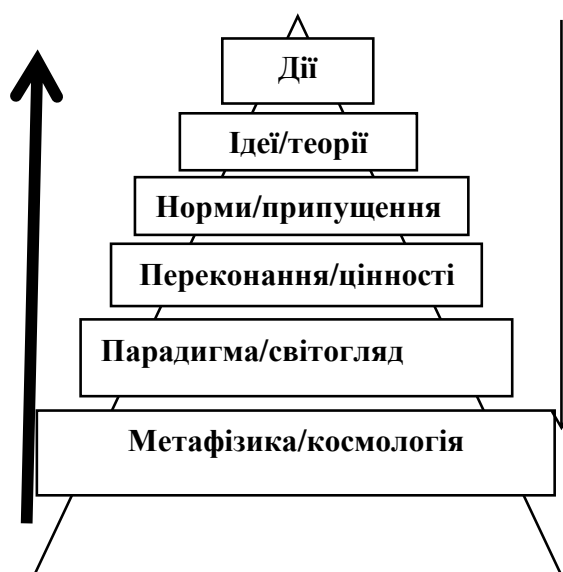 Дії
Ідеї/теорії
Норми/припущення
Переконання/цінності
Парадигма/світогляд
Метафізика/космологія